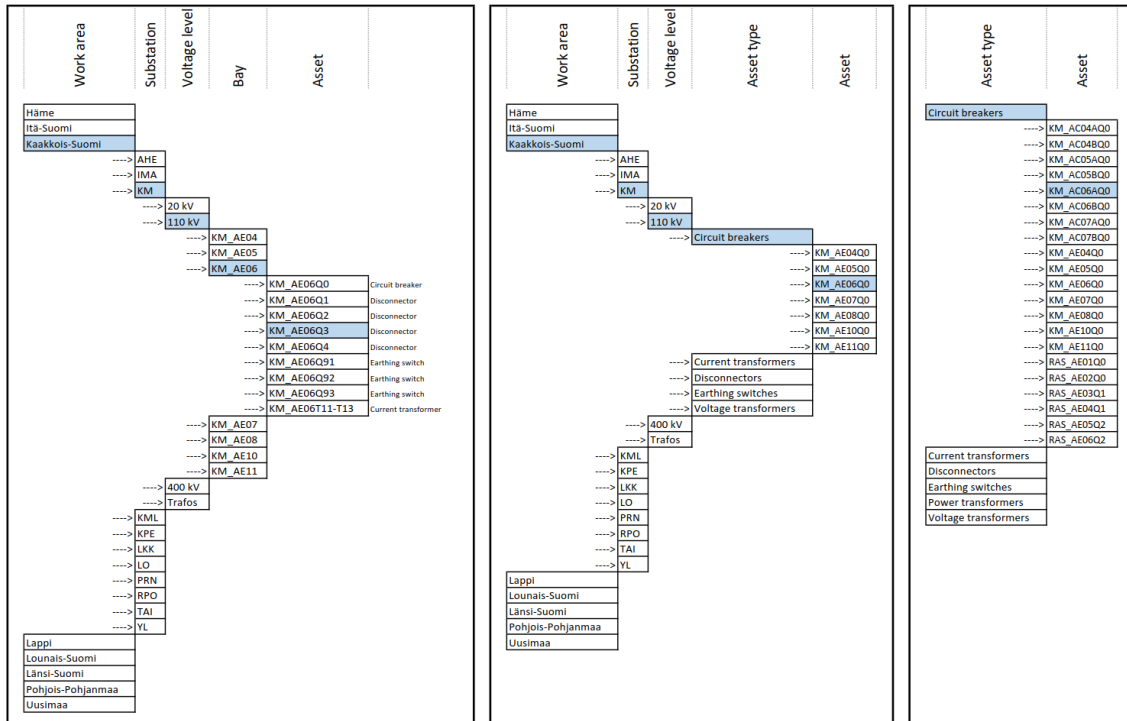 Work area
Substation
Voltage level
Bay
Asset
Häme
Itä-Suomi
Kaakkois-Suomi
----> AHE
----> IMA
----> KM
----> 20 kV
----> 110 kV
----> KM_AE04
----> KM_AE05
----> KM_AE06
----> KM_AE06Q0 Circuit breaker
----> KM_AE06Q1 Disconnector
----> KM_AE06Q2 Disconnector
----> KM_AE06Q3 Disconnector
----> KM_AE06Q4 Disconnector
----> KM_AE06Q91 Earthing switch
----> KM_AE06Q92 Earthing switch
----> KM_AE06Q93 Earthing switch
----> KM_AE06T11-T13 Current transformer
----> KM_AE07
----> KM_AE08
----> KM_AE10
----> KM_AE11
----> 400 kV
----> Trafos
----> KML
----> KPE
----> LKK
----> LO
----> PRN
----> RPO
----> TAI
----> YL
Lappi
Lounais-Suomi
Länsi-Suomi
Pohjois-Pohjanmaa
Uusimaa
Work area
Substation
Voltage level
Asset type
Asset
Häme
Itä-Suomi
Kaakkois-Suomi
----> AHE
----> IMA
----> KM
----> 20 kV
----> 110 kV
----> Circuit breakers
----> KM_AE04Q0
----> KM_AE05Q0
----> KM_AE06Q0
----> KM_AE07Q0
----> KM_AE08Q0
----> KM_AE10Q0
----> KM_AE11Q0
----> Current transformers
----> Disconnectors
----> Earthing switches
----> Voltage transformers
----> 400 kV
----> Trafos
----> KML
----> KPE
----> LKK
----> LO
----> PRN
----> RPO
----> TAI
----> YL
Lappi
Lounais-Suomi
Länsi-Suomi
Pohjois-Pohjanmaa
Uusimaa
Asset type
Asset
Circuit breakers
----> KM_AC04AQ0
----> KM_AC04BQ0
----> KM_AC05AQ0
----> KM_AC05BQ0
----> KM_AC06AQ0
----> KM_AC06BQ0
----> KM_AC07AQ0
----> KM_AC07BQ0
----> KM_AE04Q0
----> KM_AE05Q0
----> KM_AE06Q0
----> KM_AE07Q0
----> KM_AE08Q0
----> KM_AE10Q0
----> KM_AE11Q0
----> RAS_AE01Q0
----> RAS_AE02Q0
----> RAS_AE03Q1
----> RAS_AE04Q1
----> RAS_AE05Q2
----> RAS_AE06Q2
Current transformers
Disconnectors
Earthing switches
Power transformers
Voltage transformers